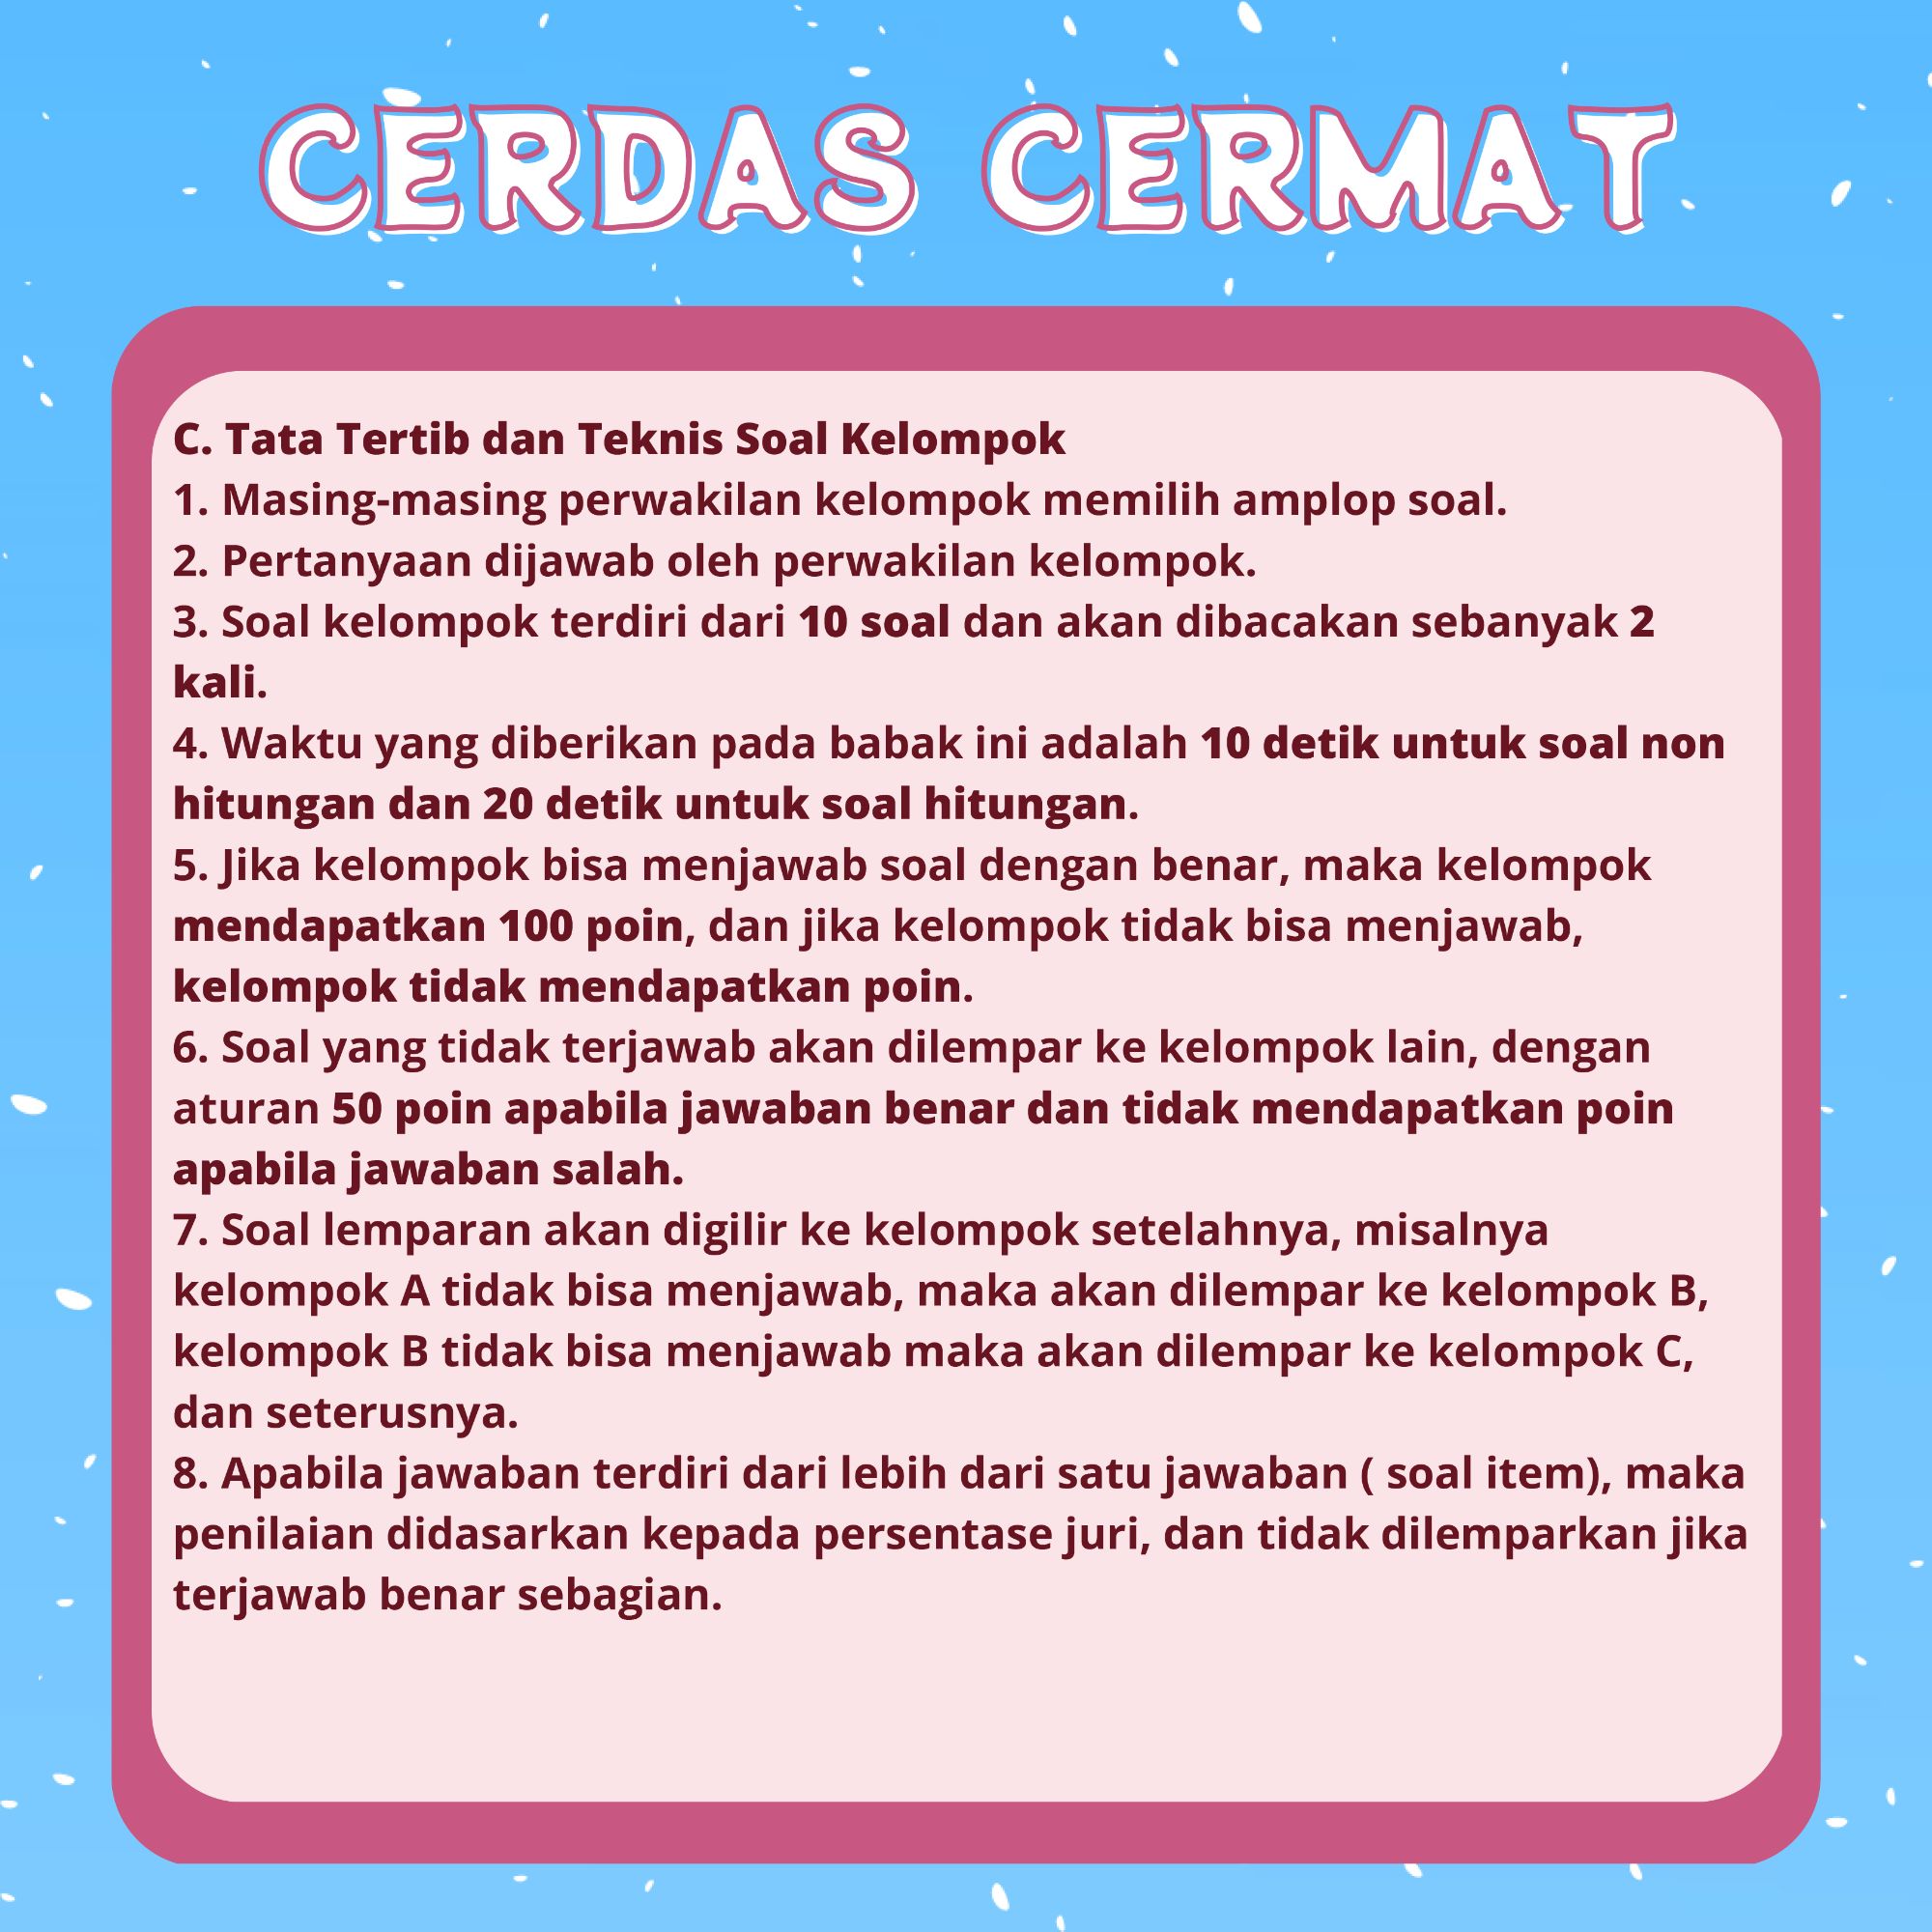 CERDAS CERMAT
C. Tata Tertib dan Teknis Soal Kelompok
1. Masing-masing perwakilan kelompok memilih amplop soal.
2. Pertanyaan dijawab oleh perwakilan kelompok.
3. Soal kelompok terdiri dari 10 soal dan akan dibacakan sebanyak 2
kali.
4. Waktu yang diberikan pada babak ini adalah 10 detik untuk soal non
hitungan dan 20 detik untuk soal hitungan.
5. Jika kelompok bisa menjawab soal dengan benar, maka kelompok
mendapatkan 100 poin, dan jika kelompok tidak bisa menjawab,
kelompok tidak mendapatkan poin.
6. Soal yang tidak terjawab akan dilempar ke kelompok lain, dengan
aturan 50 poin apabila jawaban benar dan tidak mendapatkan poin
apabila jawaban salah.
7. Soal lemparan akan digilir ke kelompok setelahnya, misalnya
kelompok A tidak bisa menjawab, maka akan dilempar ke kelompok B,
kelompok B tidak bisa menjawab maka akan dilempar ke kelompok C,
dan seterusnya.
8. Apabila jawaban terdiri dari lebih dari satu jawaban ( soal item), maka
penilaian didasarkan kepada persentase juri, dan tidak dilemparkan jika
terjawab benar sebagian.